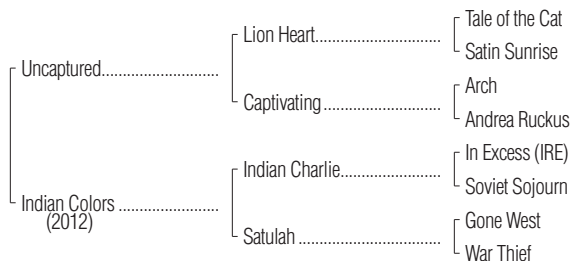 Tale of the Cat
Lion Heart
Satin Sunrise
Uncaptured
Arch
Captivating
Andrea Ruckus
In Excess (IRE)
Indian Charlie
Soviet Sojourn
Indian Colors
(2012)
Gone West
Satulah
War Thief